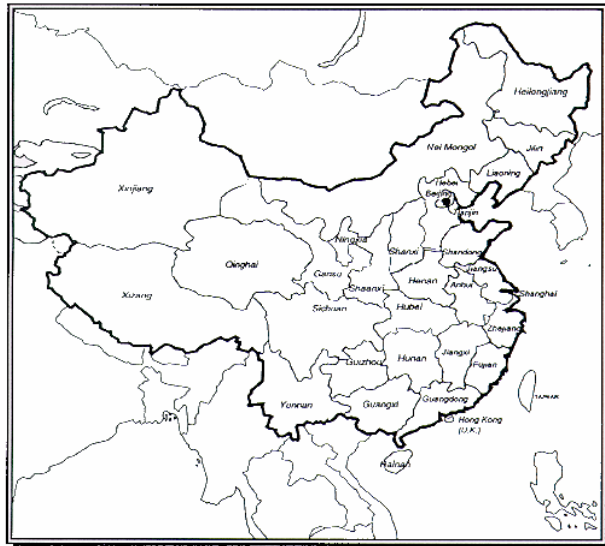 Heilongjiang
Nei Mongol
Jilin
Liaoning
Hebei
Beijing
Tianjin
Xinjiang
Ningxia
Shanxi
Shandong
Qinghai
Gansu
Jiangsu
Shaanxi
Henan
Anhui
Shanghai
Xizang
Sichuan
Hubei
Zhejiang
Guizhou
Hunan
Jiangxi
Fujian
Yunnan
Guangxi
Guangdong
TAIWAN
Hong Kong
(U.K.)
Hainan